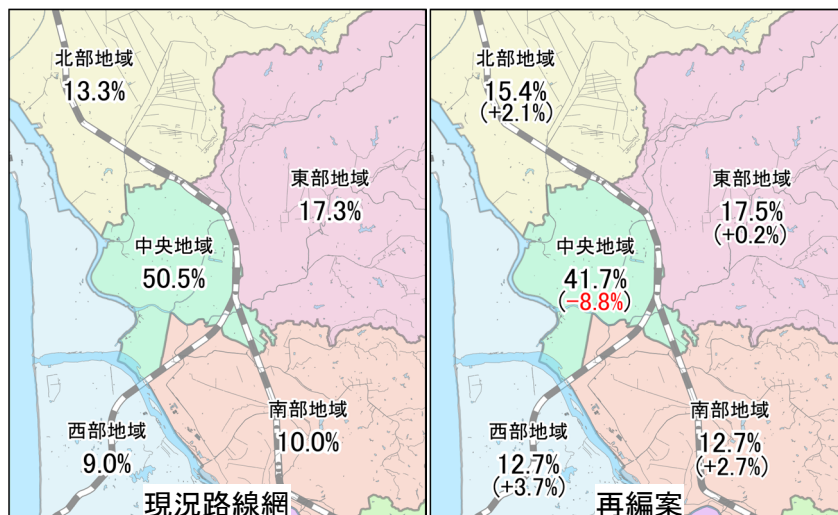 北部地域
13.3%
東部地域
17.3%
中央地域
50.5%
西部地域
9.0%
南部地域
10.0%
現況路線網
北部地域
15.4%
(+2.1%)
東部地域
17.5%
(+0.2%)
中央地域
41.7%
(-8.8%)
西部地域
12.7%
(+3.7%)
南部地域
12.7%
(+2.7%)
再編案